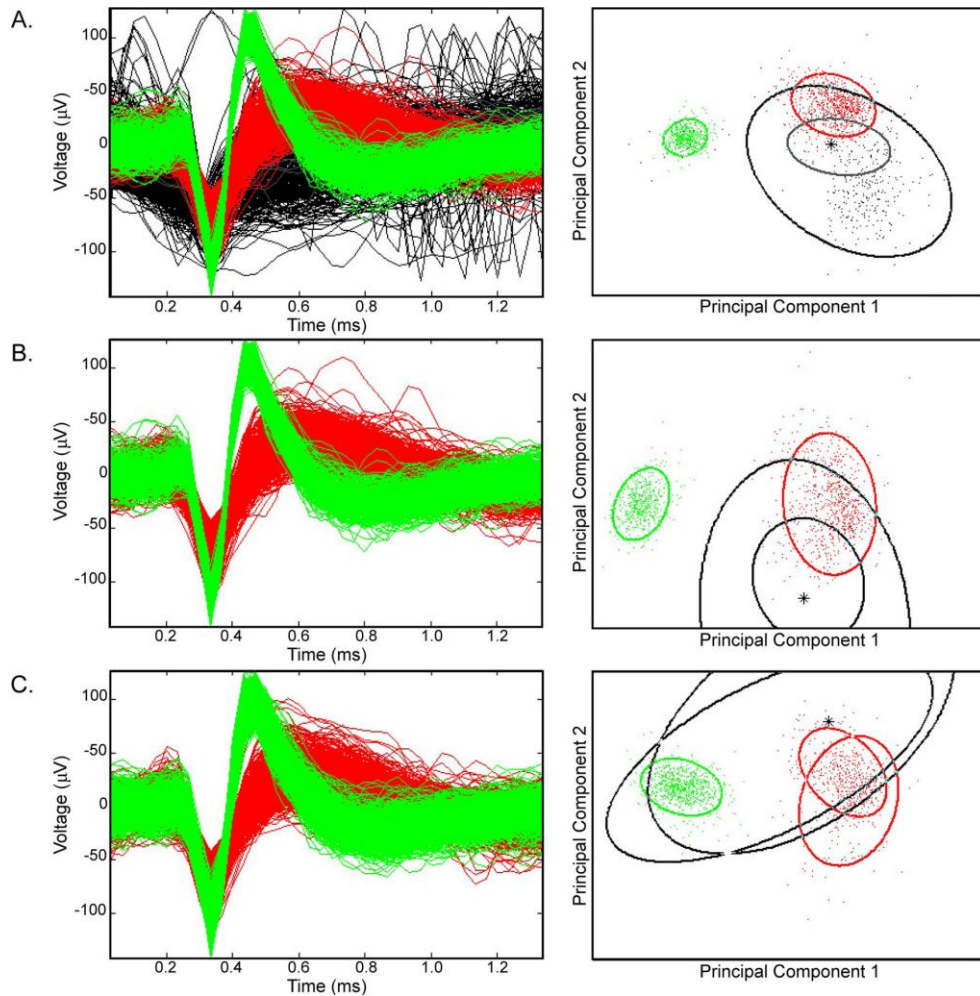 A.
100
-50
0
-50
-100
Voltage (µV)
0.2 0.4 0.6 0.8 1.0 1.2
Time (ms)
Principal Component 2
*
Principal Component 1
B.
100
-50
0
-50
-100
Voltage (µV)
0.2 0.4 0.6 0.8 1.0 1.2
Time (ms)
Principal Component 2
*
Principal Component 1
C.
100
-50
0
-50
-100
Voltage (µV)
0.2 0.4 0.6 0.8 1.0 1.2
Time (ms)
Principal Component 2
*
Principal Component 1